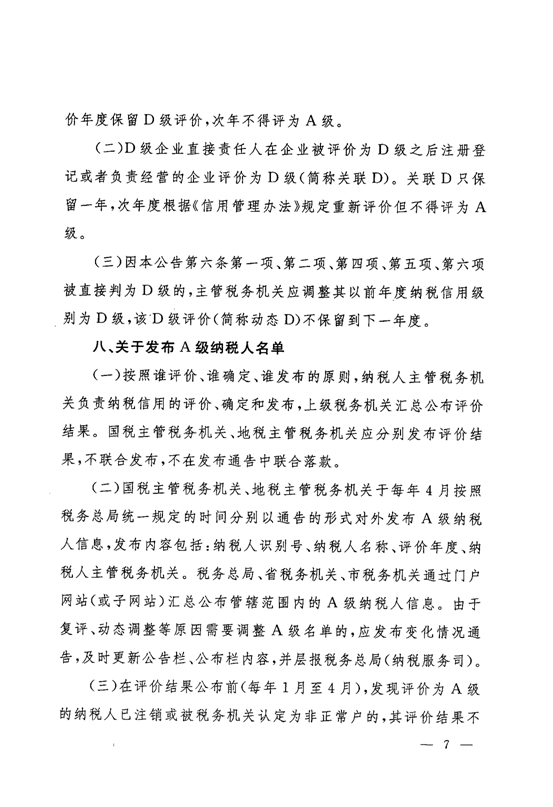 价年度保留 D 级评价,次年不得评为 A 级。
(二)D级企业直接责任人在企业被评价为 D 级之后注册登
记或者负责经营的企业评价为 D 级(简称关联 D)。关联 D 只保
留一年,次年度根据《信用管理办法》规定重新评价但不得评为 A
级。
(三)因本公告第六条第一项、第二项、第四项、第五项、第六项
被直接判为 D 级的,主管税务机关应调整其以前年度纳税信用级
别为 D 级,该 D 级评价(简称动态 D)不保留到下一年度。
八、关于发布 A 级纳税人名单
(一)按照谁评价、谁确定、谁发布的原则,纳税人主管税务机
关负责纳税信用的评价、确定和发布,上级税务机关汇总公布评价
结果。国税主管税务机关、地税主管税务机关应分别发布评价结
果,不联合发布,不在发布通告中联合落款。
(二)国税主管税务机关、地税主管税务机关于每年 4 月按照
税务总局统一规定的时间分别以通告的形式对外发布 A 级纳税
人信息,发布内容包括:纳税人识别号、纳税人名称、评价年度、纳
税人主管税务机关。税务总局、省税务机关、市税务机关通过门户
网站(或子网站)汇总公布管辖范围内的 A 级纳税人信息。由于
复评、动态调整等原因需要调整 A 级名单的,应发布变化情况通
告,及时更新公告栏、公布栏内容,并层报税务总局(纳税服务司)。
(三)在评价结果公布前(每年 1 月至 4 月),发现评价为 A 级
的纳税人已注销或被税务机关认定为非正常户的,其评价结果不
— 7 —